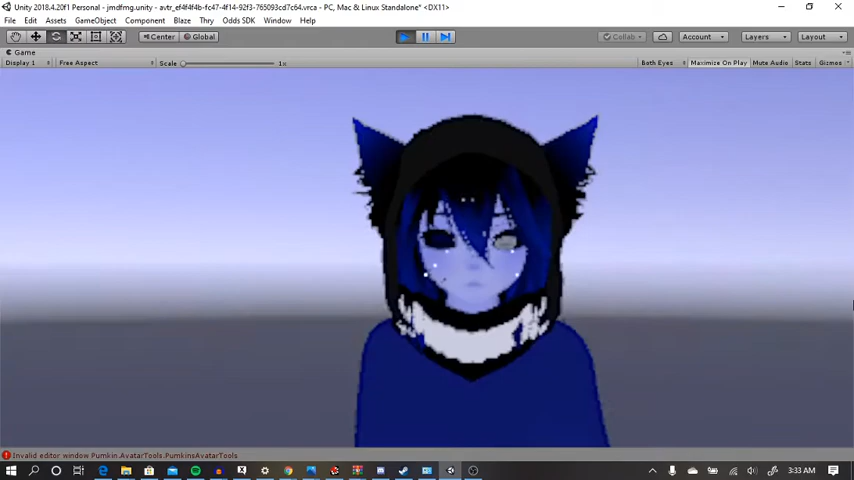 Unity 2018.4.20f1 Personal - jmdfmg.unity - avtr_ef4f4f4b-fc47-4f14-92f3-765093cd7c64.vrca - PC, Mac & Linux Standalone* <DX11>
File Edit Assets GameObject Component Blaze Thry Odds SDK Window Help
Center Global Collab Account Layers Layout
Game
Display 1 Free Aspect Scale 1x Both Eyes Maximize On Play Mute Audio Stats Gizmos
Invalid editor window Pumkin.AvatarTools.PumkinsAvatarTools
3:33 AM